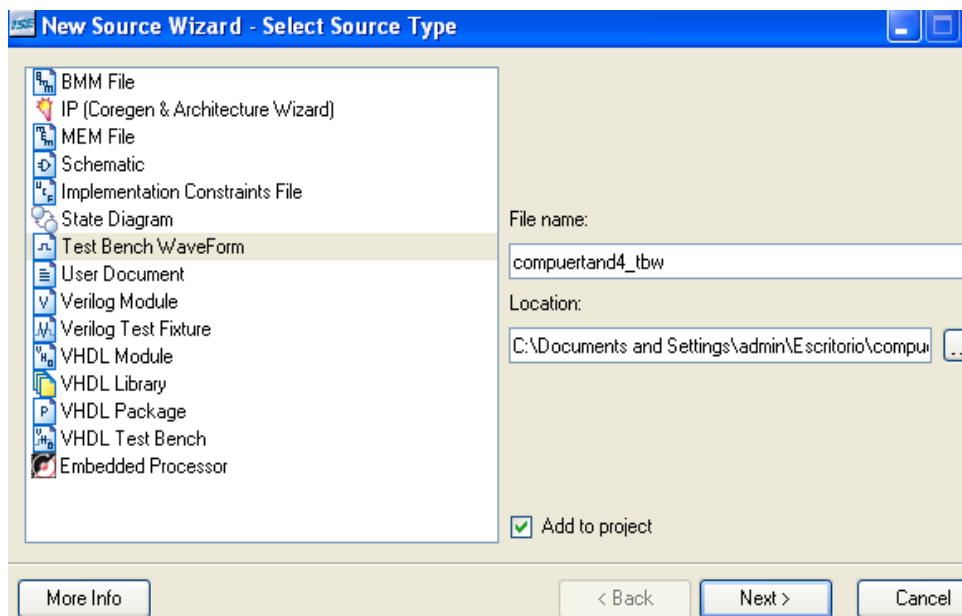 ISE New Source Wizard - Select Source Type
BMM File
IP (Coregen & Architecture Wizard)
MEM File
Schematic
Implementation Constraints File
State Diagram
Test Bench WaveForm
User Document
Verilog Module
Verilog Test Fixture
VHDL Module
VHDL Library
VHDL Package
VHDL Test Bench
Embedded Processor
File name:
compuertand4_tbw
Location:
C:\Documents and Settings\admin\Escritorio\compu
Add to project
More Info
< Back
Next >
Cancel